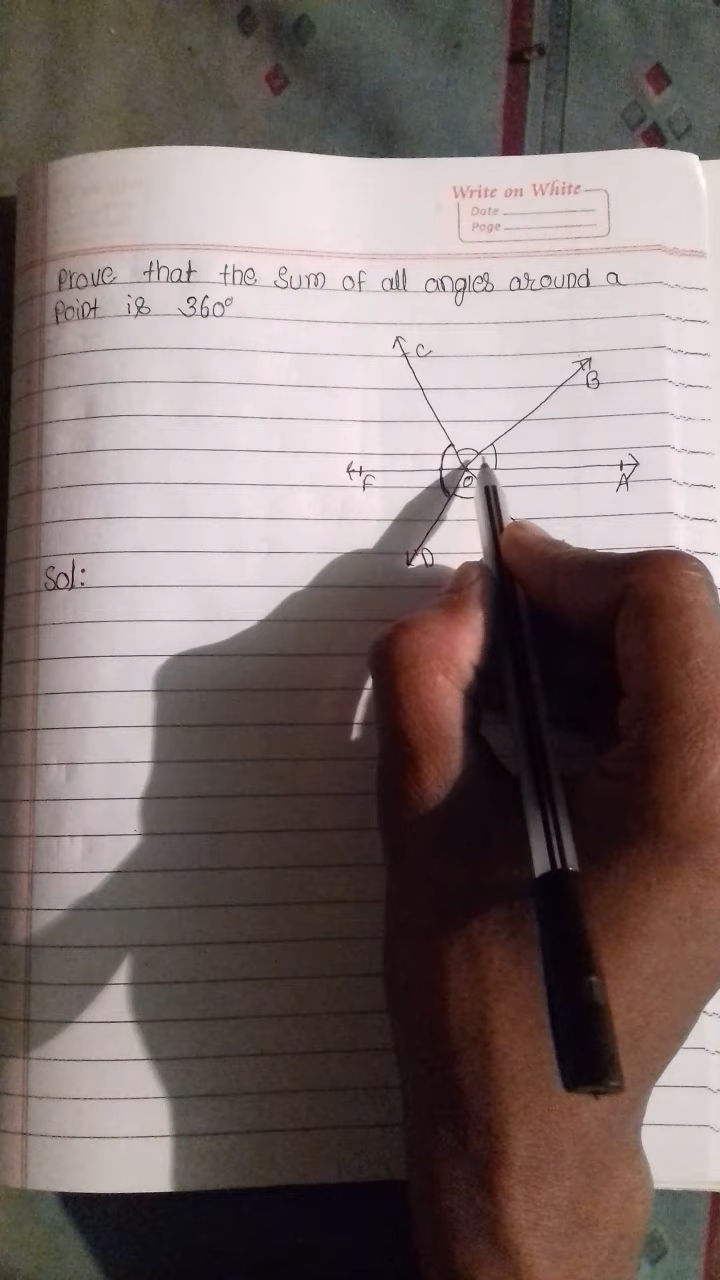 Write on White
Date
Page
Prove that the sum of all angles around a
Point is 360°
C
B
F
A
O
D
Sol: